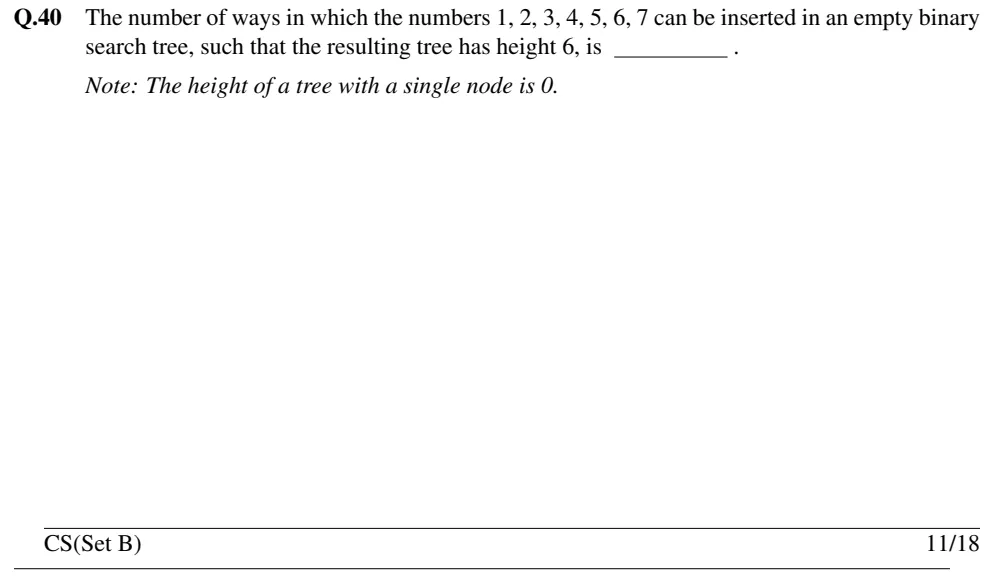 Q.40 The number of ways in which the numbers 1, 2, 3, 4, 5, 6, 7 can be inserted in an empty binary
search tree, such that the resulting tree has height 6, is __________ .
Note: The height of a tree with a single node is 0.
CS(Set B) 11/18